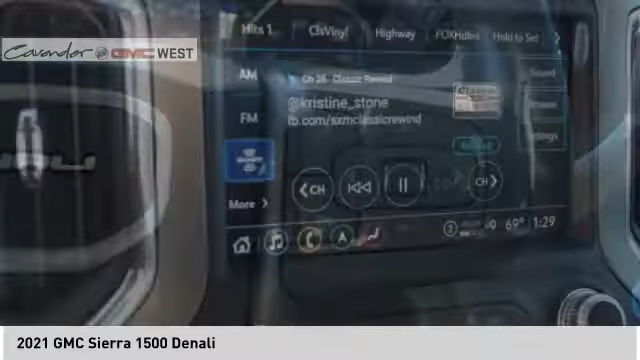 Hits 1 ClsVinyl Highway FOXHdlns Hold to Set
Cavender GMC WEST
AM
Ch 26 Classic Rewind
@kristine_stone
FM
fb.com/sxmclassicrewind
CH
CH
More
69° 1:29
2021 GMC Sierra 1500 Denali